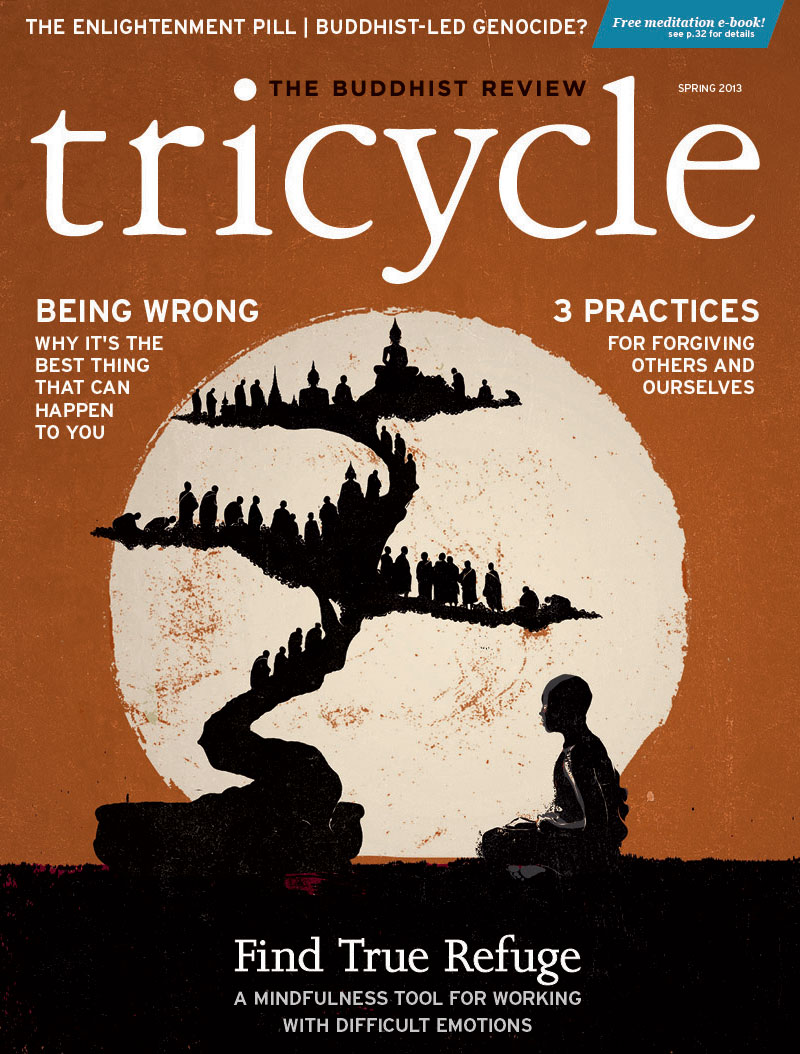 THE ENLIGHTENMENT PILL | BUDDHIST-LED GENOCIDE?
Free meditation e-book!
see p.32 for details
THE BUDDHIST REVIEW
SPRING 2013
tricycle
BEING WRONG
WHY IT'S THE
BEST THING
THAT CAN
HAPPEN
TO YOU
3 PRACTICES
FOR FORGIVING
OTHERS AND
OURSELVES
Find True Refuge
A MINDFULNESS TOOL FOR WORKING
WITH DIFFICULT EMOTIONS